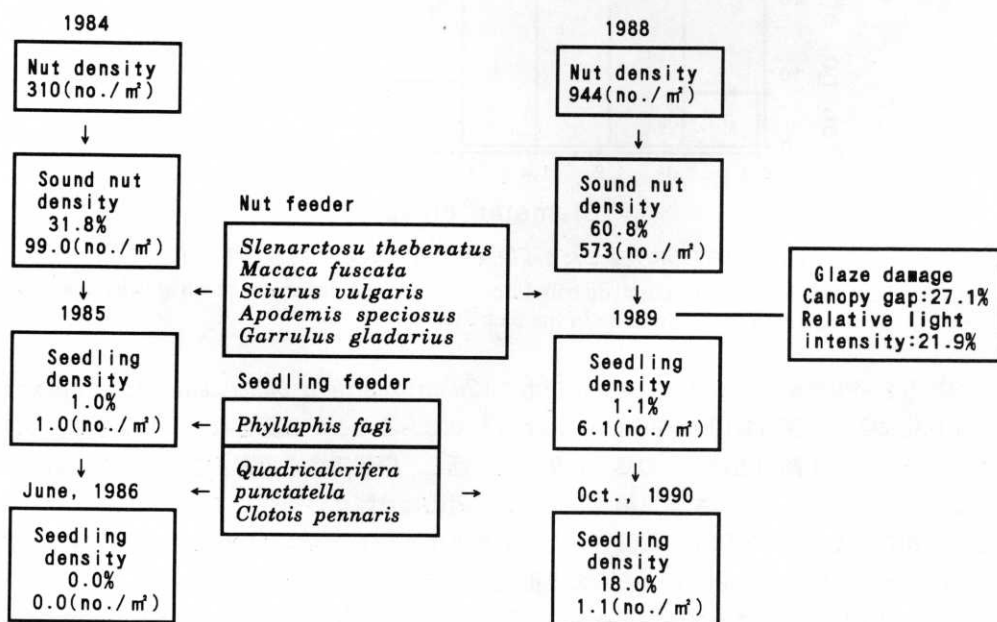 1984
Nut density
310(no./㎡)
↓
Sound nut
density
31.8%
99.0(no./㎡)
↓
1985
Seedling
density
1.0%
1.0(no./㎡)
↓
June, 1986
Seedling
density
0.0%
0.0(no./㎡)
Nut feeder
Slenarctosu thebenatus
Macaca fuscata
← Sciurus vulgaris →
Apodemis speciosus
Garrulus gladarius
Seedling feeder
← Phyllaphis fagi
Quadricalcrifera
← punctatella →
Clotois pennaris
1988
Nut density
944(no./㎡)
↓
Sound nut
density
60.8%
573(no./㎡)
↓
1989
Seedling
density
1.1%
6.1(no./㎡)
↓
Oct., 1990
Seedling
density
18.0%
1.1(no./㎡)
Glaze damage
Canopy gap:27.1%
Relative light
intensity:21.9%